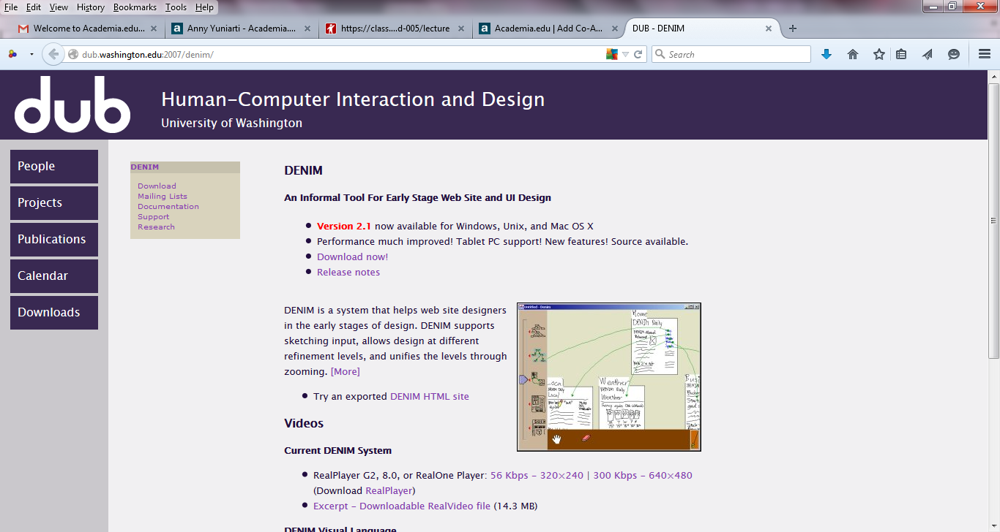 File Edit View History Bookmarks Tools Help
Welcome to Academia.edu...
Anny Yuniarti - Academia....
https://class....d-005/lecture
Academia.edu | Add Co-A...
DUB - DENIM
dub.washington.edu:2007/denim/
Search
dub
Human-Computer Interaction and Design
University of Washington
People
Projects
Publications
Calendar
Downloads
DENIM
Download
Mailing Lists
Documentation
Support
Research
DENIM
An Informal Tool For Early Stage Web Site and UI Design
Version 2.1 now available for Windows, Unix, and Mac OS X
Performance much improved! Tablet PC support! New features! Source available.
Download now!
Release notes
DENIM is a system that helps web site designers
in the early stages of design. DENIM supports
sketching input, allows design at different
refinement levels, and unifies the levels through
zooming. [More]
Untitled - Denim
Home
DENIM Daily
Local
Local
Weather
DENIM Daily
Weather
Try an exported DENIM HTML site
Videos
Current DENIM System
RealPlayer G2, 8.0, or RealOne Player: 56 Kbps - 320×240 | 300 Kbps - 640×480
(Download RealPlayer)
Excerpt - Downloadable RealVideo file (14.3 MB)
DENIM Visual Language